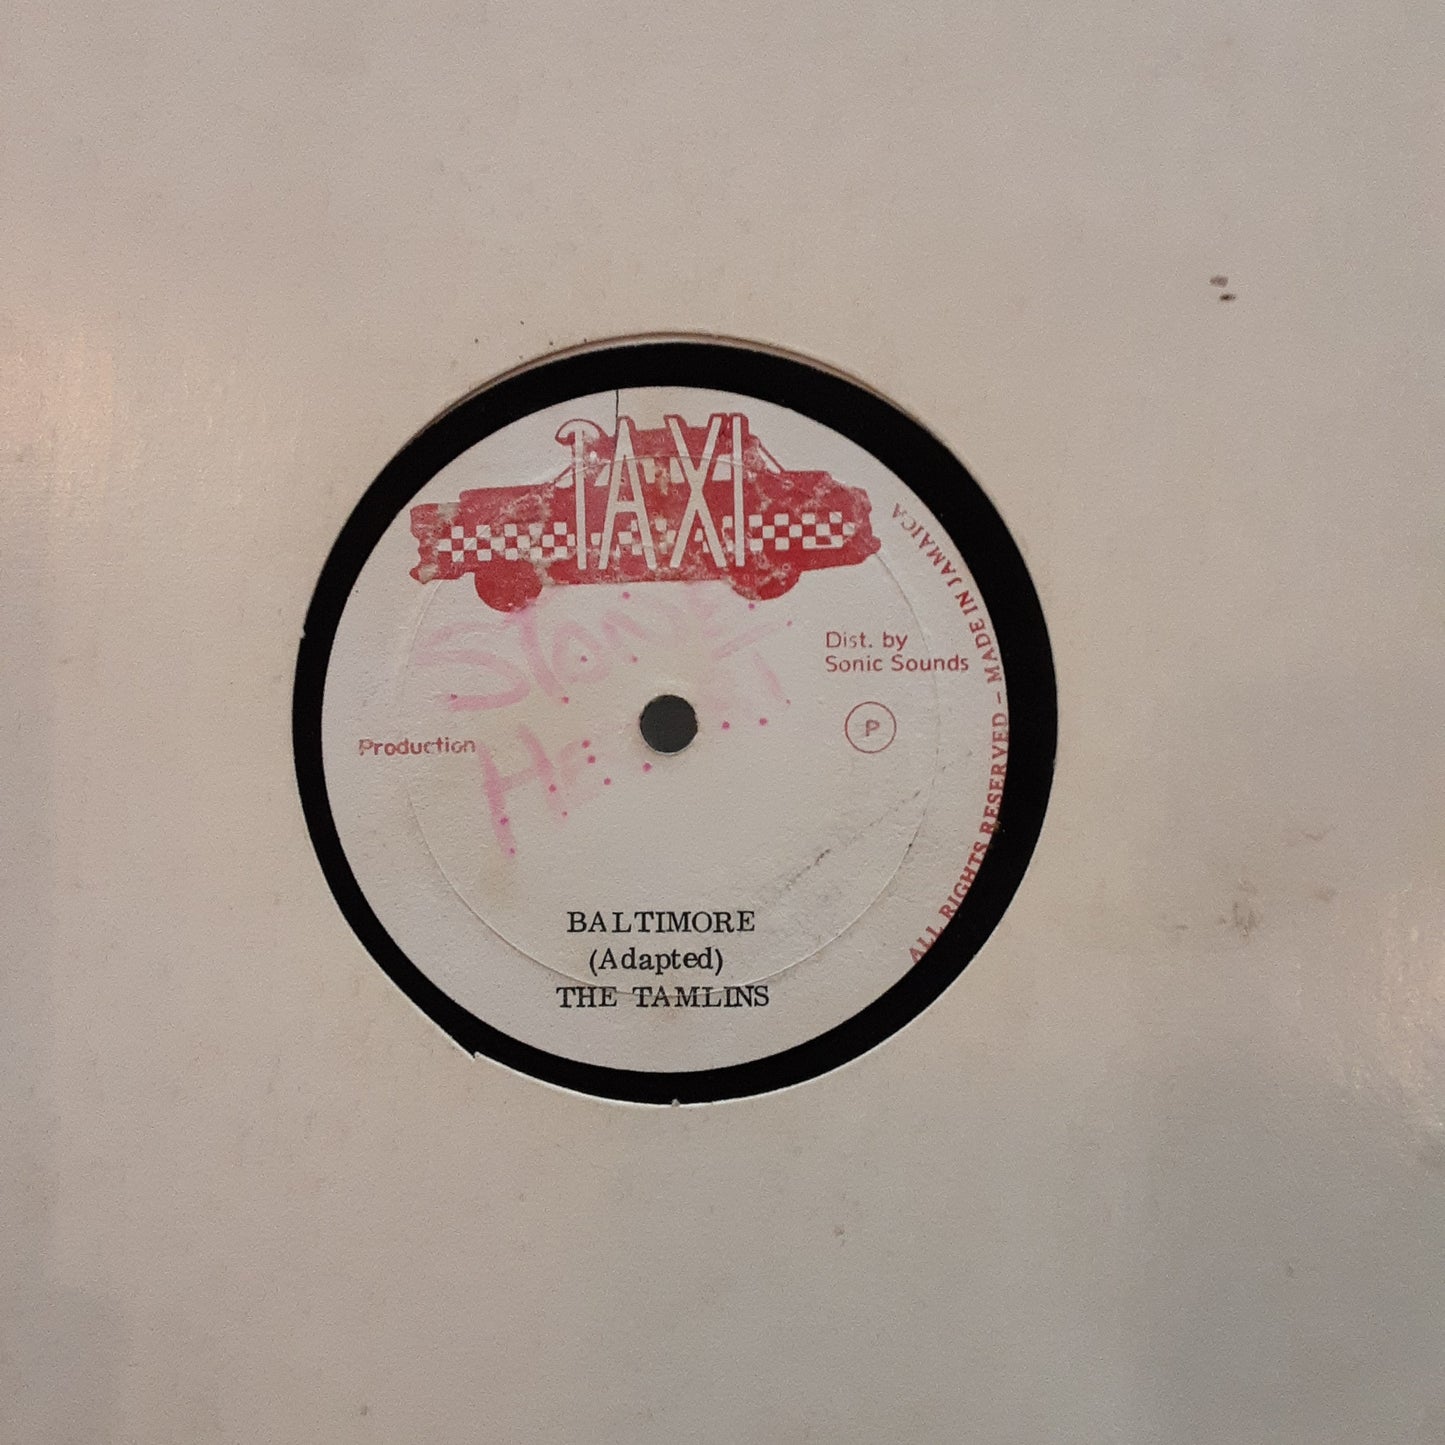 TAXI
Dist. by
Sonic Sounds
Production
P
BALTIMORE
(Adapted)
THE TAMLINS
ALL RIGHTS RESERVED - MADE IN JAMAICA